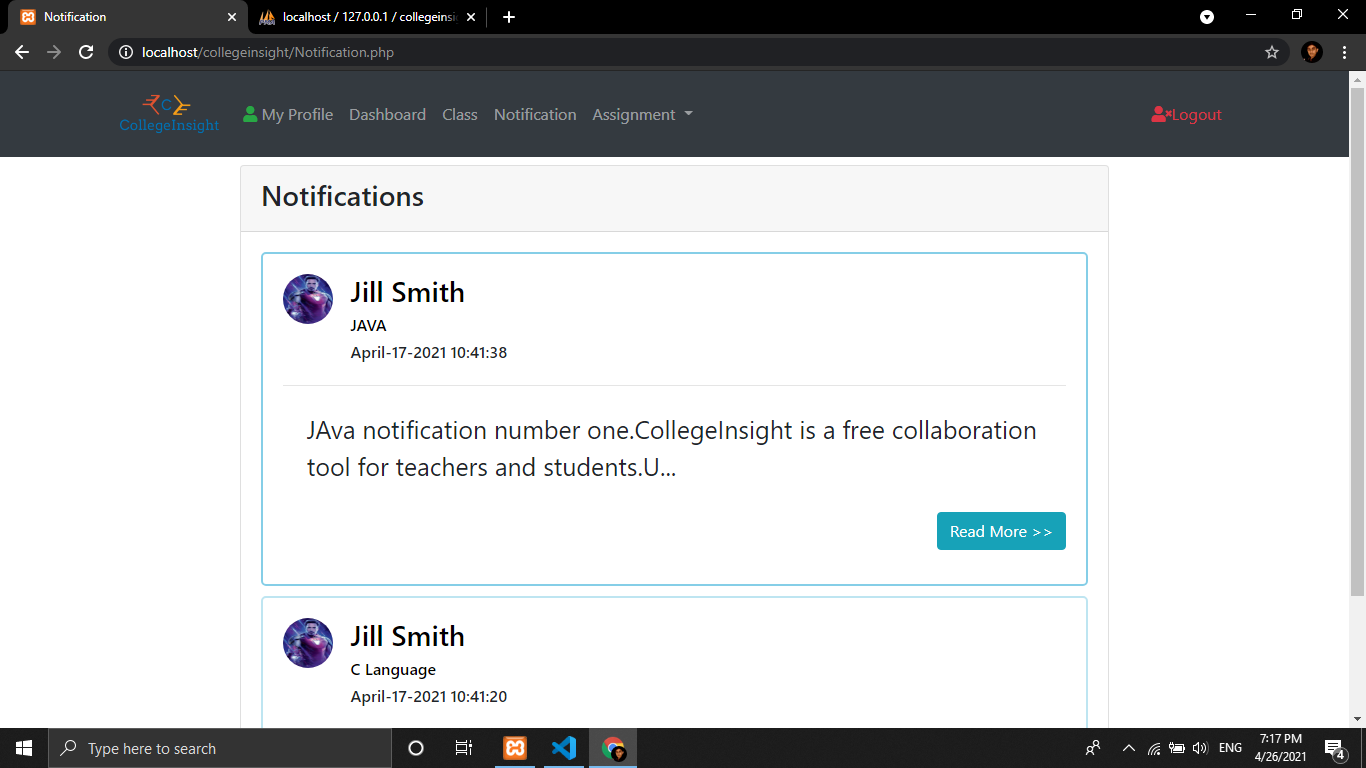 Notification
localhost / 127.0.0.1 / collegeinsi
localhost/collegeinsight/Notification.php
C
CollegeInsight
My Profile
Dashboard
Class
Notification
Assignment
Logout
Notifications
Jill Smith
JAVA
April-17-2021 10:41:38
JAva notification number one.CollegeInsight is a free collaboration
tool for teachers and students.U...
Read More >>
Jill Smith
C Language
April-17-2021 10:41:20
Type here to search
ENG
7:17 PM
4/26/2021
4